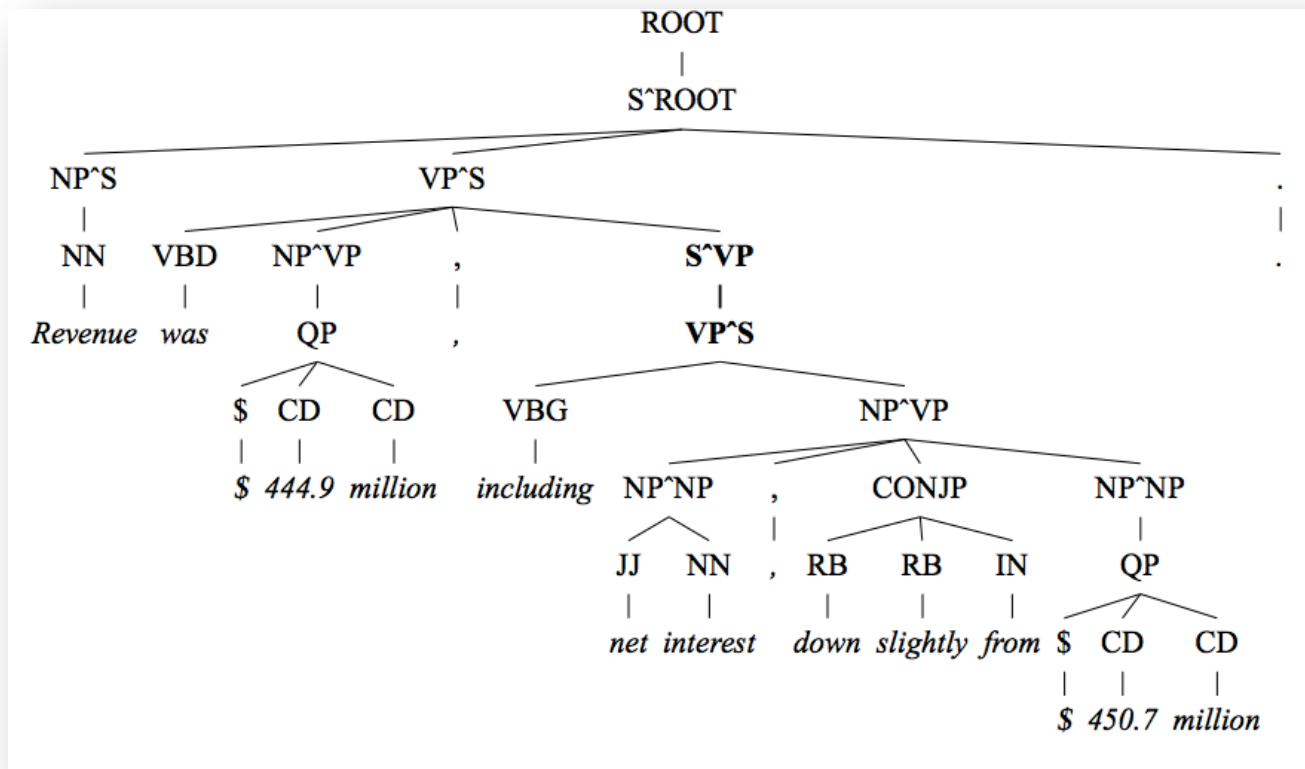 ROOT
S^ROOT
NP^S VP^S .
NN VBD NP^VP , S^VP .
Revenue was QP , VP^S
$ CD CD VBG NP^VP
$ 444.9 million including NP^NP , CONJP NP^NP
JJ NN , RB RB IN QP
net interest down slightly from $ CD CD
$ 450.7 million